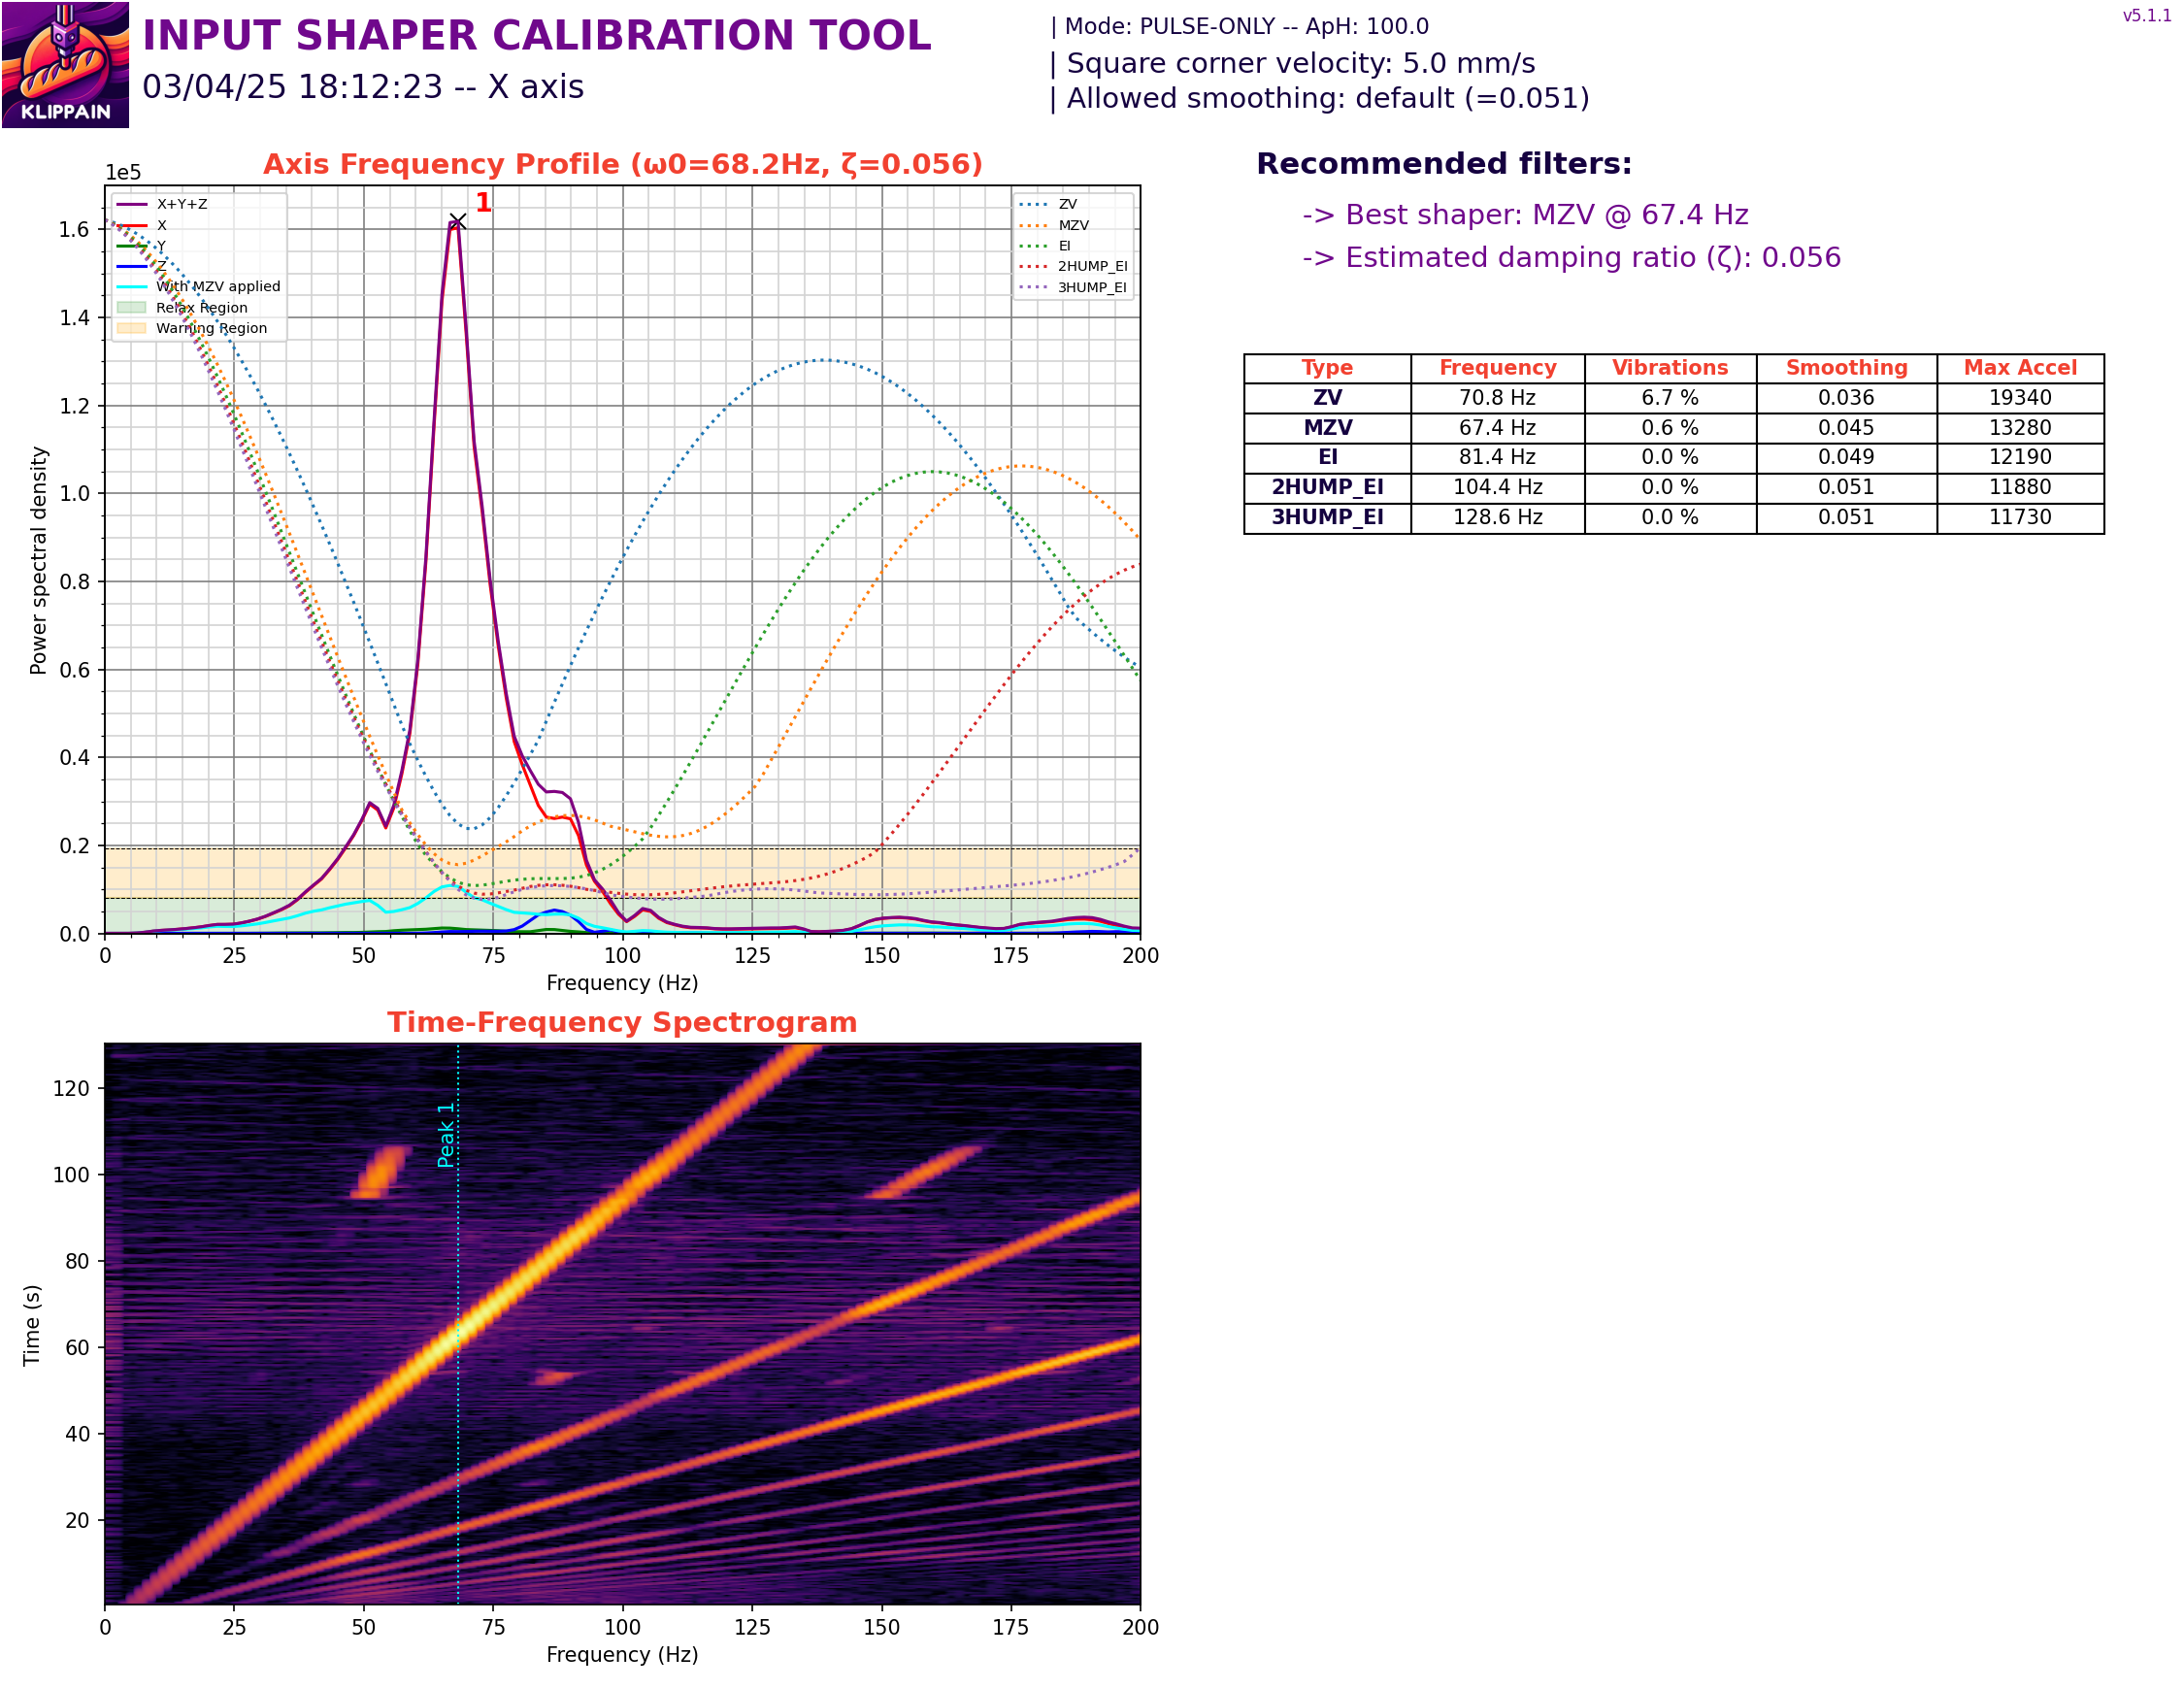 KLIPPAIN
INPUT SHAPER CALIBRATION TOOL
03/04/25 18:12:23 -- X axis
| Mode: PULSE-ONLY -- ApH: 100.0
| Square corner velocity: 5.0 mm/s
| Allowed smoothing: default (=0.051)
v5.1.1
Axis Frequency Profile (ω0=68.2Hz, ζ=0.056)
1e5
1
X+Y+Z
X
Y
Z
With MZV applied
Relax Region
Warning Region
ZV
MZV
EI
2HUMP_EI
3HUMP_EI
Power spectral density
1.6
1.4
1.2
1.0
0.8
0.6
0.4
0.2
0.0
0 25 50 75 100 125 150 175 200
Frequency (Hz)
Recommended filters:
-> Best shaper: MZV @ 67.4 Hz
-> Estimated damping ratio (ζ): 0.056
Type Frequency Vibrations Smoothing Max Accel
ZV 70.8 Hz 6.7 % 0.036 19340
MZV 67.4 Hz 0.6 % 0.045 13280
EI 81.4 Hz 0.0 % 0.049 12190
2HUMP_EI 104.4 Hz 0.0 % 0.051 11880
3HUMP_EI 128.6 Hz 0.0 % 0.051 11730
Time-Frequency Spectrogram
Peak 1
Time (s)
120
100
80
60
40
20
0 25 50 75 100 125 150 175 200
Frequency (Hz)